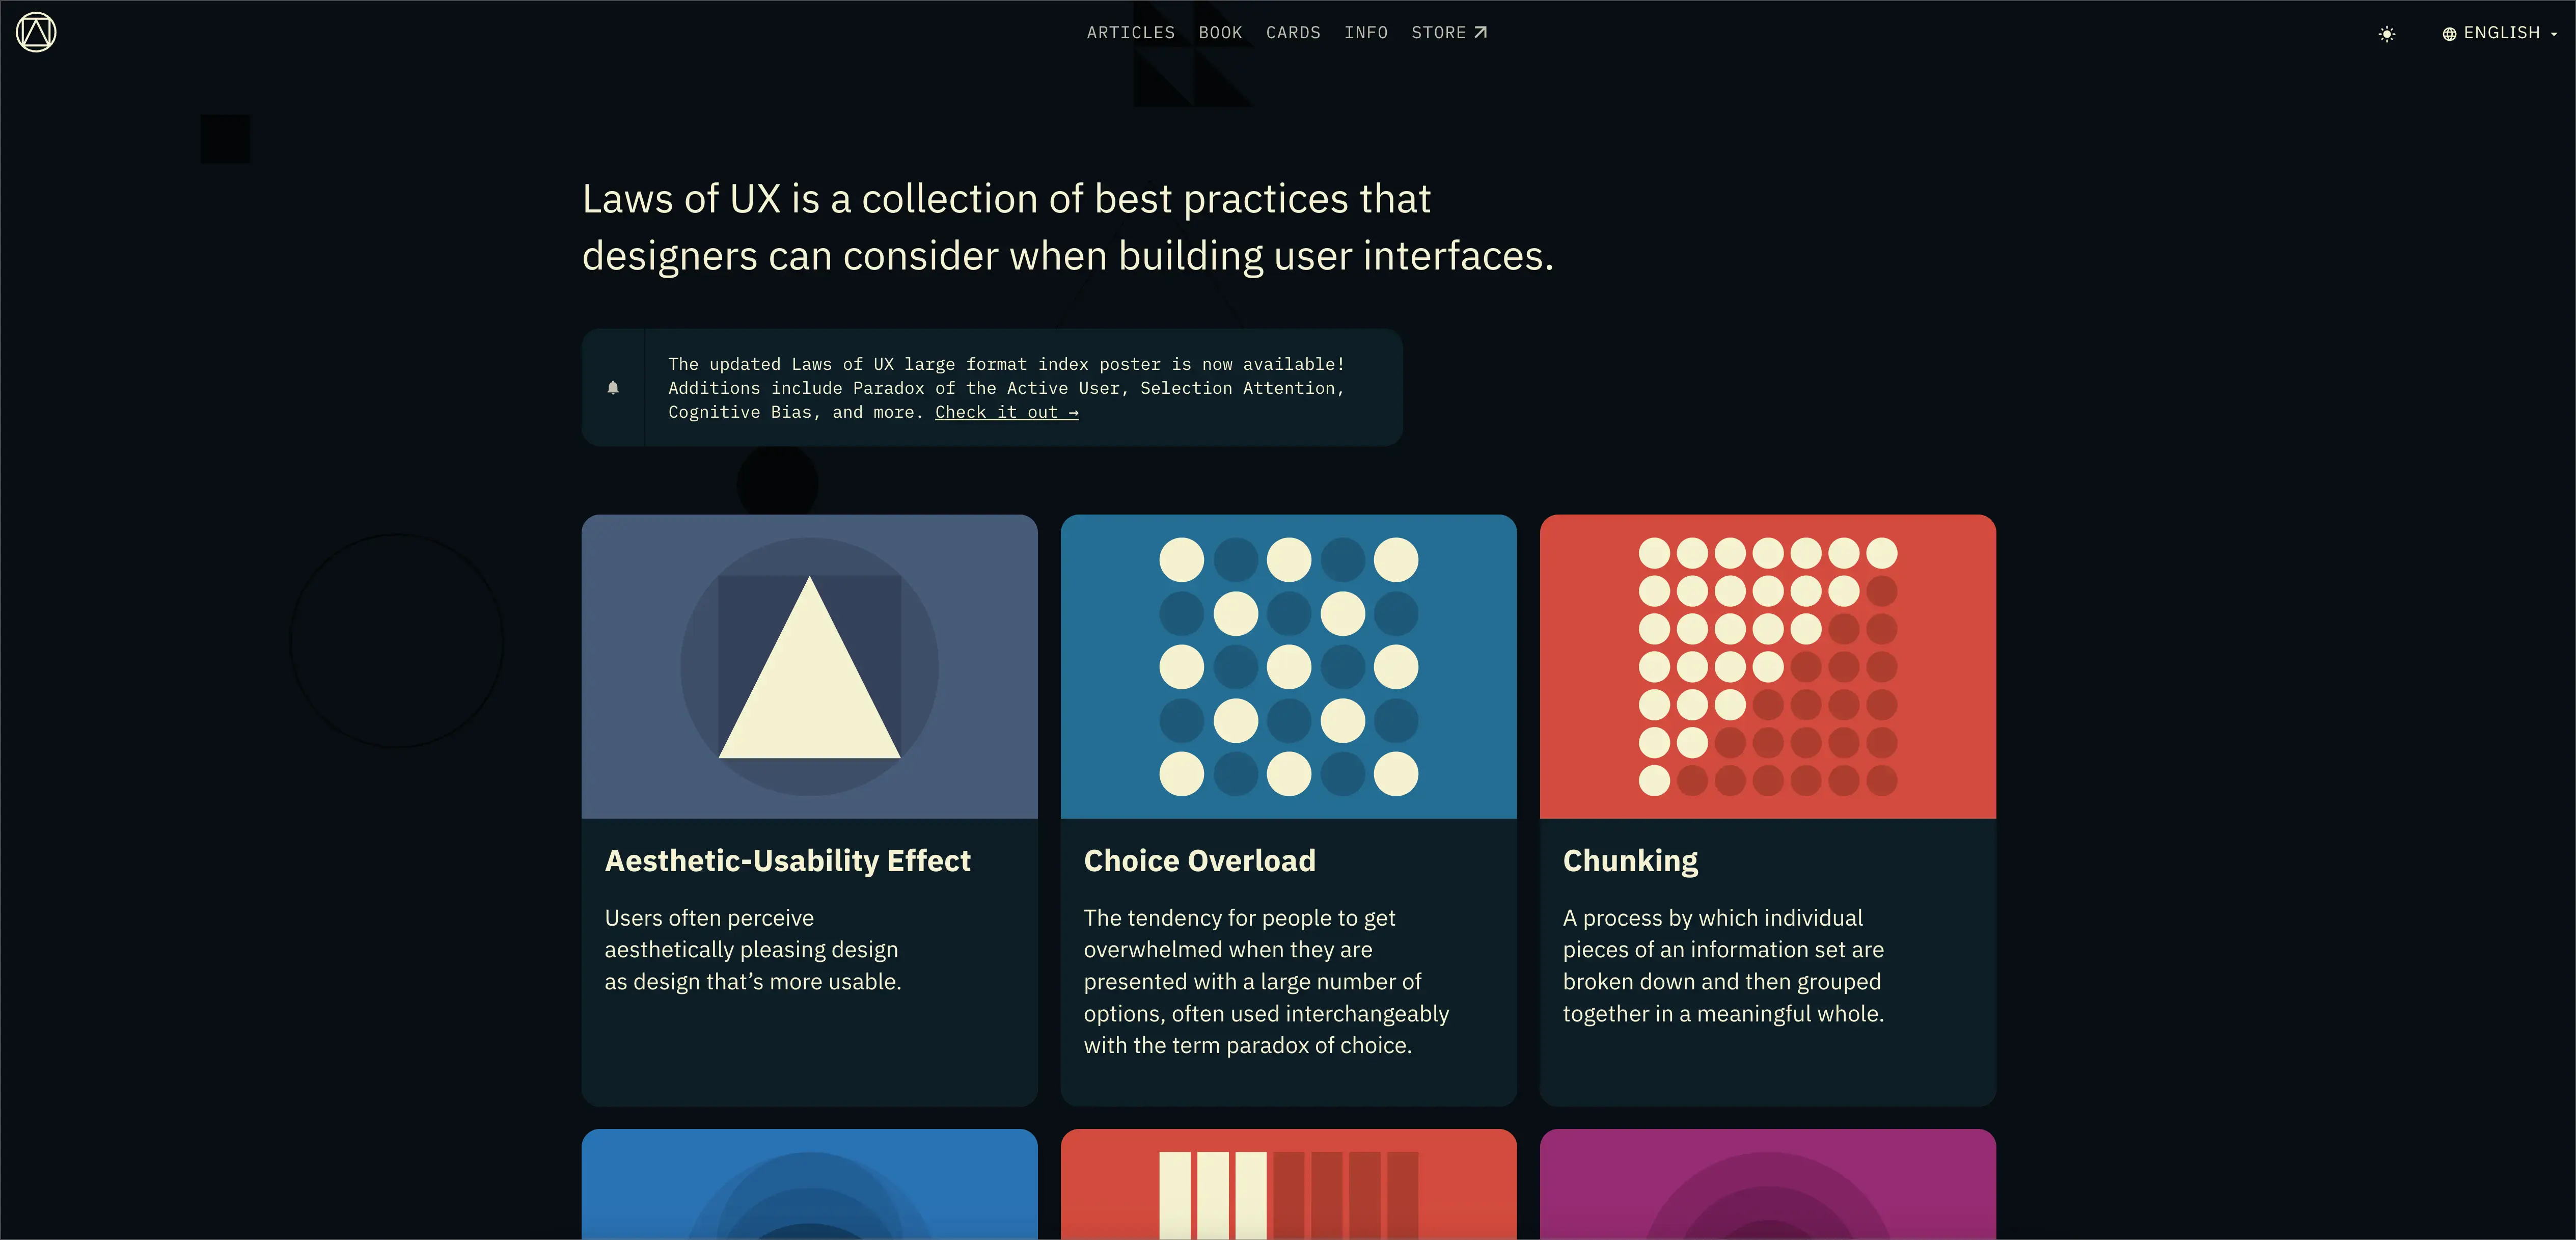 ARTICLES BOOK CARDS INFO STORE ENGLISH
Laws of UX is a collection of best practices that
designers can consider when building user interfaces.
The updated Laws of UX large format index poster is now available!
Additions include Paradox of the Active User, Selection Attention,
Cognitive Bias, and more. Check it out →
Aesthetic-Usability Effect
Users often perceive
aesthetically pleasing design
as design that’s more usable.
Choice Overload
The tendency for people to get
overwhelmed when they are
presented with a large number of
options, often used interchangeably
with the term paradox of choice.
Chunking
A process by which individual
pieces of an information set are
broken down and then grouped
together in a meaningful whole.